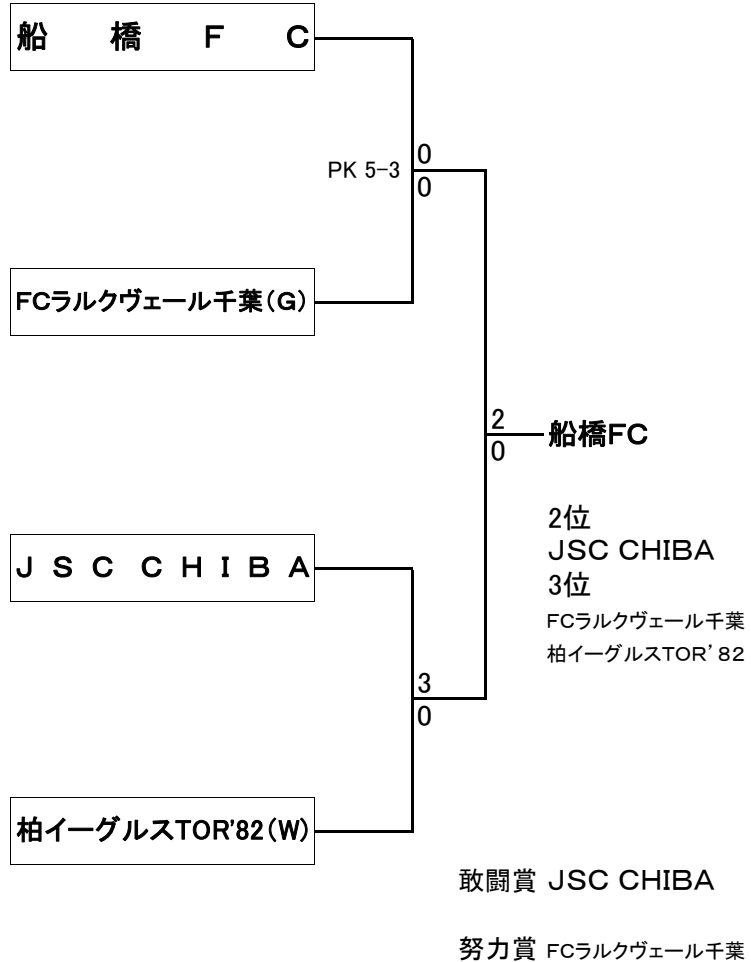 船橋FC
0
PK 5-3
0
FCラルクヴェール千葉(G)
2
船橋FC
0
2位
JSC CHIBA
JSC CHIBA
3位
FCラルクヴェール千葉
柏イーグルスTOR’82
3
0
柏イーグルスTOR'82(W)
敢闘賞 JSC CHIBA
努力賞 FCラルクヴェール千葉